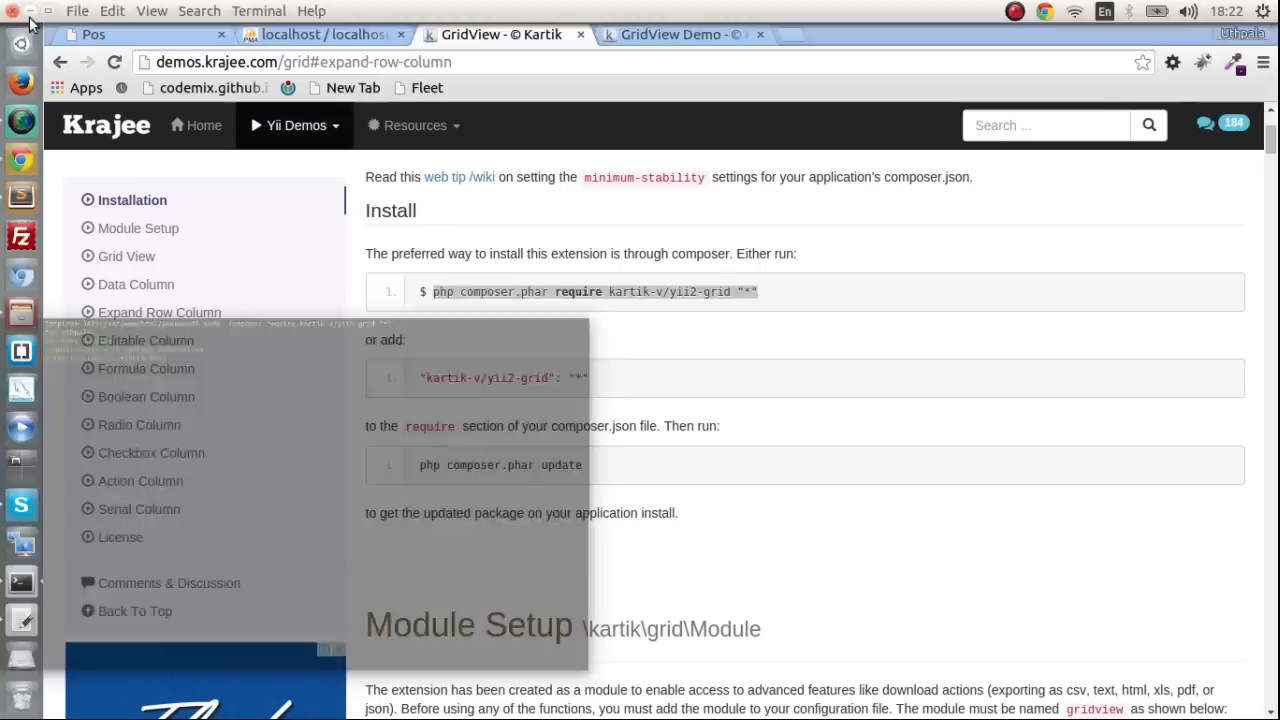 File Edit View Search Terminal Help
En 18:22
Pos
localhost / localhos
GridView - © Kartik
GridView Demo - ©
Uthpala
demos.krajee.com/grid#expand-row-column
Apps codemix.github.i New Tab Fleet
Krajee Home Yii Demos Resources Search ... 184
Installation
Module Setup
Grid View
Data Column
Expand Row Column
Editable Column
Formula Column
Boolean Column
Radio Column
Checkbox Column
Action Column
Serial Column
License
Comments & Discussion
Back To Top
Read this web tip /wiki on setting the minimum-stability settings for your application's composer.json.
Install
The preferred way to install this extension is through composer. Either run:
1. $ php composer.phar require kartik-v/yii2-grid "*"
or add:
1. "kartik-v/yii2-grid": "*"
to the require section of your composer.json file. Then run:
php composer.phar update
to get the updated package on your application install.
Module Setup \kartik\grid\Module
The extension has been created as a module to enable access to advanced features like download actions (exporting as csv, text, html, xls, pdf, or
json). Before using any of the functions, you must add the module to your configuration file. The module must be named gridview as shown below: